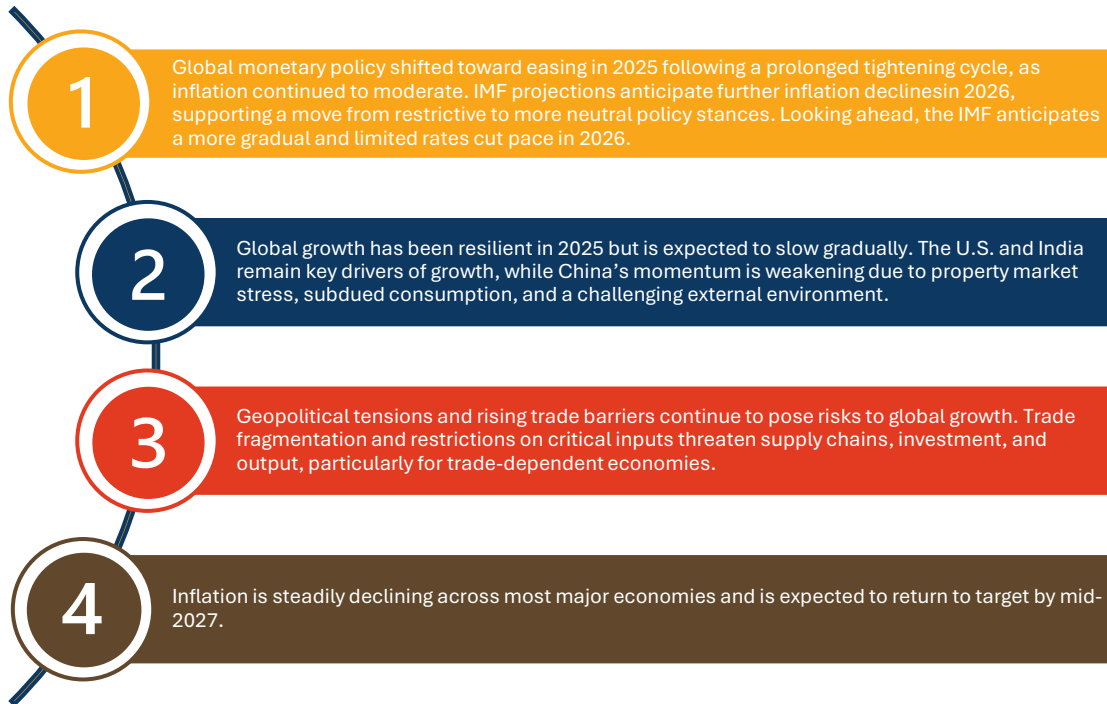 1
Global monetary policy shifted toward easing in 2025 following a prolonged tightening cycle, as
inflation continued to moderate. IMF projections anticipate further inflation declinesin 2026,
supporting a move from restrictive to more neutral policy stances. Looking ahead, the IMF anticipates
a more gradual and limited rates cut pace in 2026.
2
Global growth has been resilient in 2025 but is expected to slow gradually. The U.S. and India
remain key drivers of growth, while China’s momentum is weakening due to property market
stress, subdued consumption, and a challenging external environment.
3
Geopolitical tensions and rising trade barriers continue to pose risks to global growth. Trade
fragmentation and restrictions on critical inputs threaten supply chains, investment, and
output, particularly for trade-dependent economies.
4
Inflation is steadily declining across most major economies and is expected to return to target by mid-
2027.